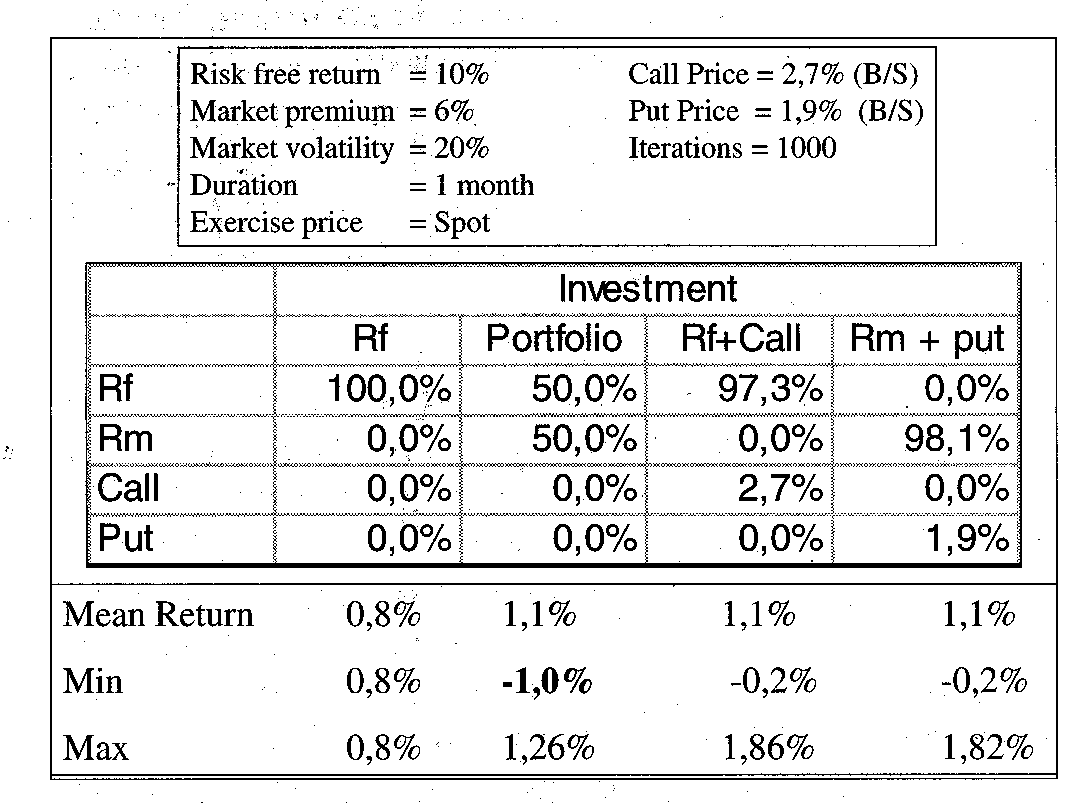 Risk free return = 10% Call Price = 2,7% (B/S)
Market premium = 6% Put Price = 1,9% (B/S)
Market volatility = 20% Iterations = 1000
Duration = 1 month
Exercise price = Spot
Investment
Rf Portfolio Rf+Call Rm + put
Rf 100,0% 50,0% 97,3% 0,0%
Rm 0,0% 50,0% 0,0% 98,1%
Call 0,0% 0,0% 2,7% 0,0%
Put 0,0% 0,0% 0,0% 1,9%
Mean Return 0,8% 1,1% 1,1% 1,1%
Min 0,8% -1,0% -0,2% -0,2%
Max 0,8% 1,26% 1,86% 1,82%